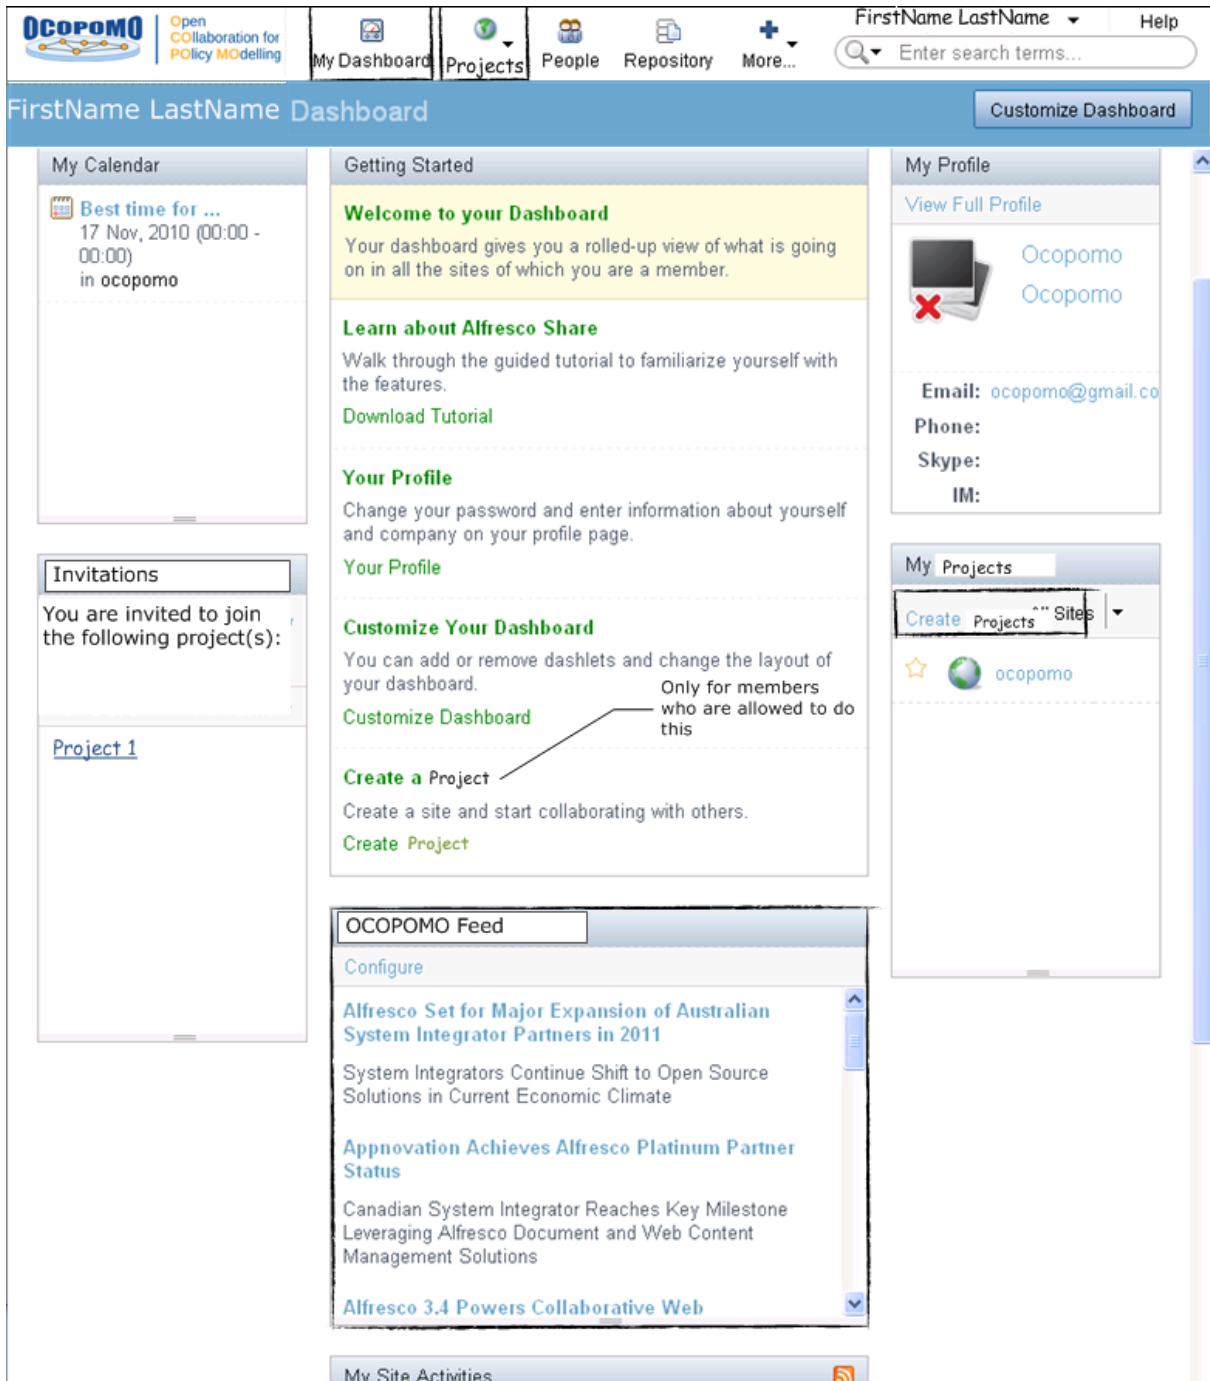 OCOPOMO
Open
COllaboration for
POlicy MOdelling
My Dashboard
Projects
People
Repository
More...
FirstName LastName
Help
Enter search terms...
FirstName LastName Dashboard
Customize Dashboard
My Calendar
Best time for ...
17 Nov, 2010 (00:00 -
00:00)
in ocopomo
Invitations
You are invited to join
the following project(s):
Project 1
Getting Started
Welcome to your Dashboard
Your dashboard gives you a rolled-up view of what is going
on in all the sites of which you are a member.
Learn about Alfresco Share
Walk through the guided tutorial to familiarize yourself with
the features.
Download Tutorial
Your Profile
Change your password and enter information about yourself
and company on your profile page.
Your Profile
Customize Your Dashboard
You can add or remove dashlets and change the layout of
your dashboard.
Customize Dashboard
Only for members
who are allowed to do
this
Create a Project
Create a site and start collaborating with others.
Create Project
OCOPOMO Feed
Configure
Alfresco Set for Major Expansion of Australian
System Integrator Partners in 2011
System Integrators Continue Shift to Open Source
Solutions in Current Economic Climate
Appnovation Achieves Alfresco Platinum Partner
Status
Canadian System Integrator Reaches Key Milestone
Leveraging Alfresco Document and Web Content
Management Solutions
Alfresco 3.4 Powers Collaborative Web
My Site Activities
My Profile
View Full Profile
Ocopomo
Ocopomo
Email: ocopomo@gmail.co
Phone:
Skype:
IM:
My Projects
Create Projects Sites
ocopomo